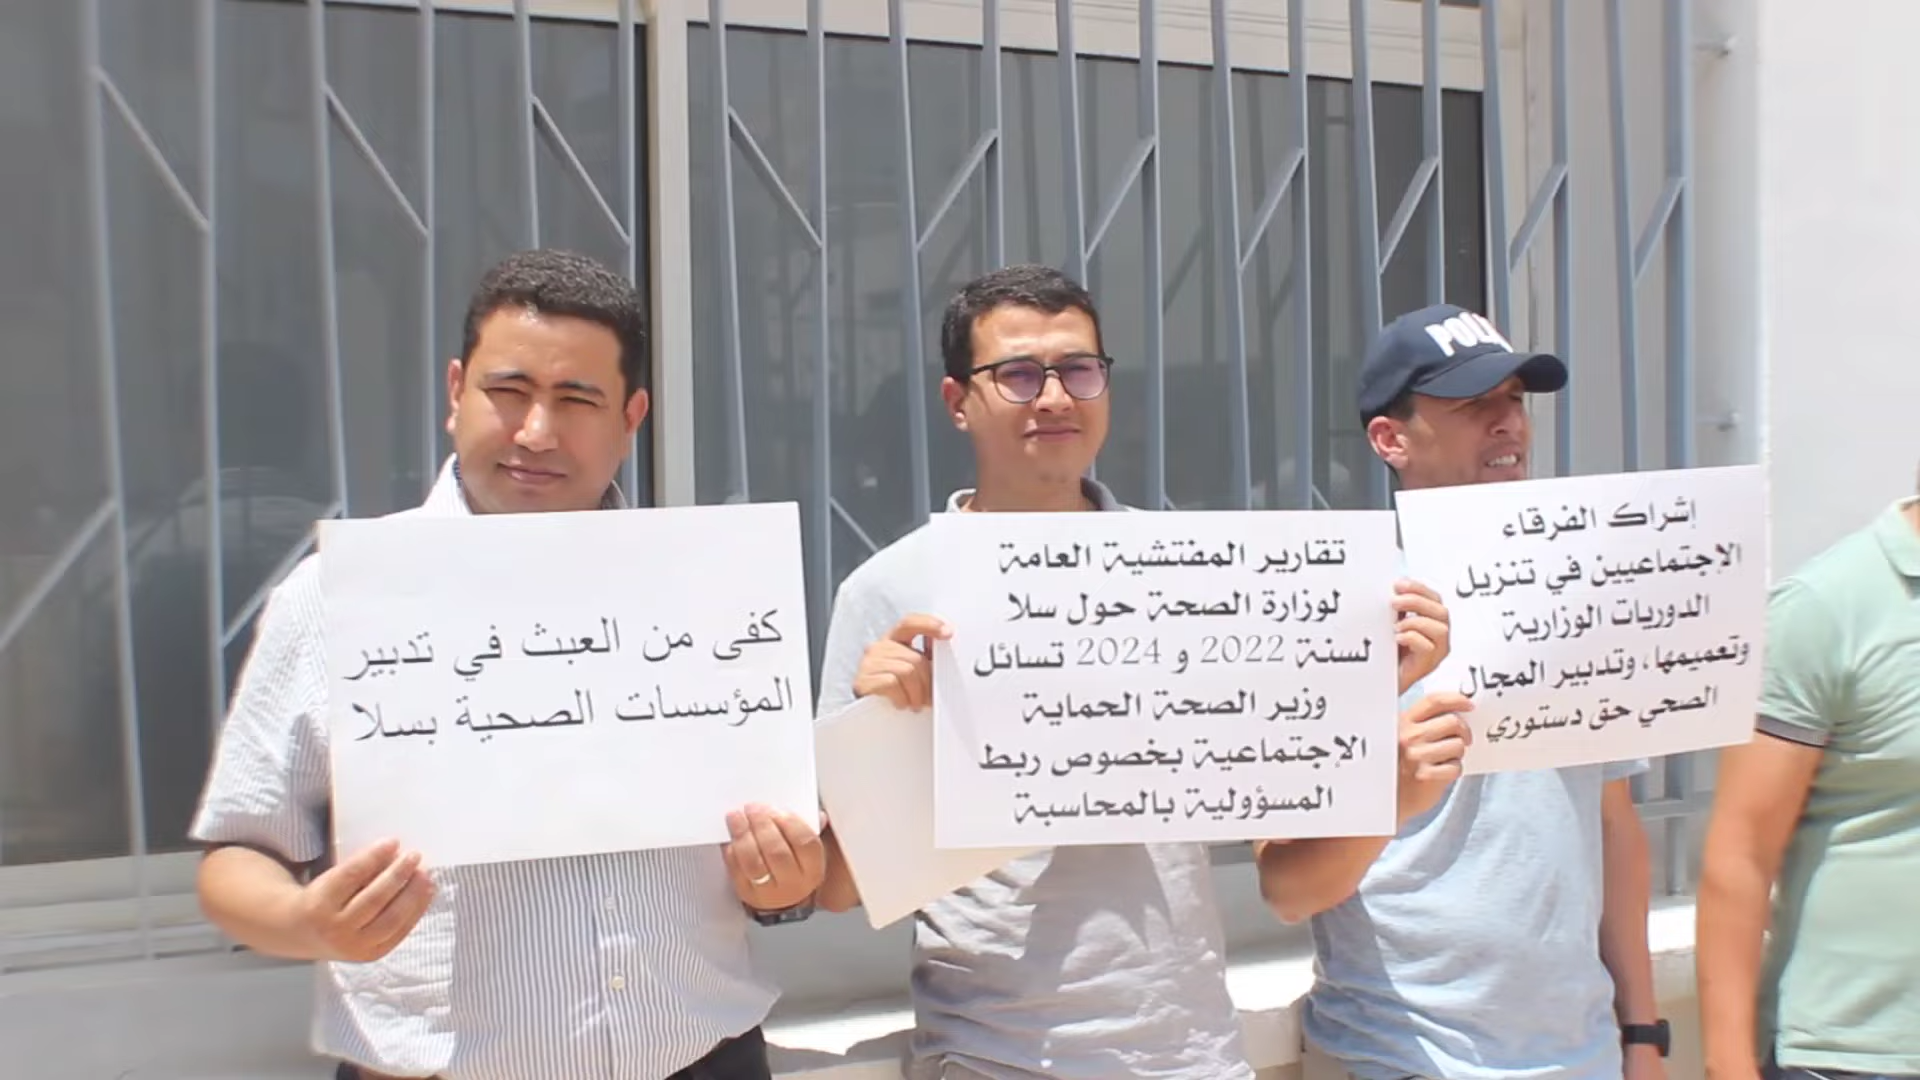 كفى من العبث في تدبير
المؤسسات الصحية بسلا
تقارير المفتشية العامة
لوزارة الصحة حول سلا
لسنة 2022 و 2024 تسائل
وزير الصحة الحماية
الإجتماعية بخصوص ربط
المسؤولية بالمحاسبة
إشراك الفرقاء
الإجتماعيين في تنزيل
الدوريات الوزارية
وتعميمها، وتدبير المجال
الصحي حق دستوري